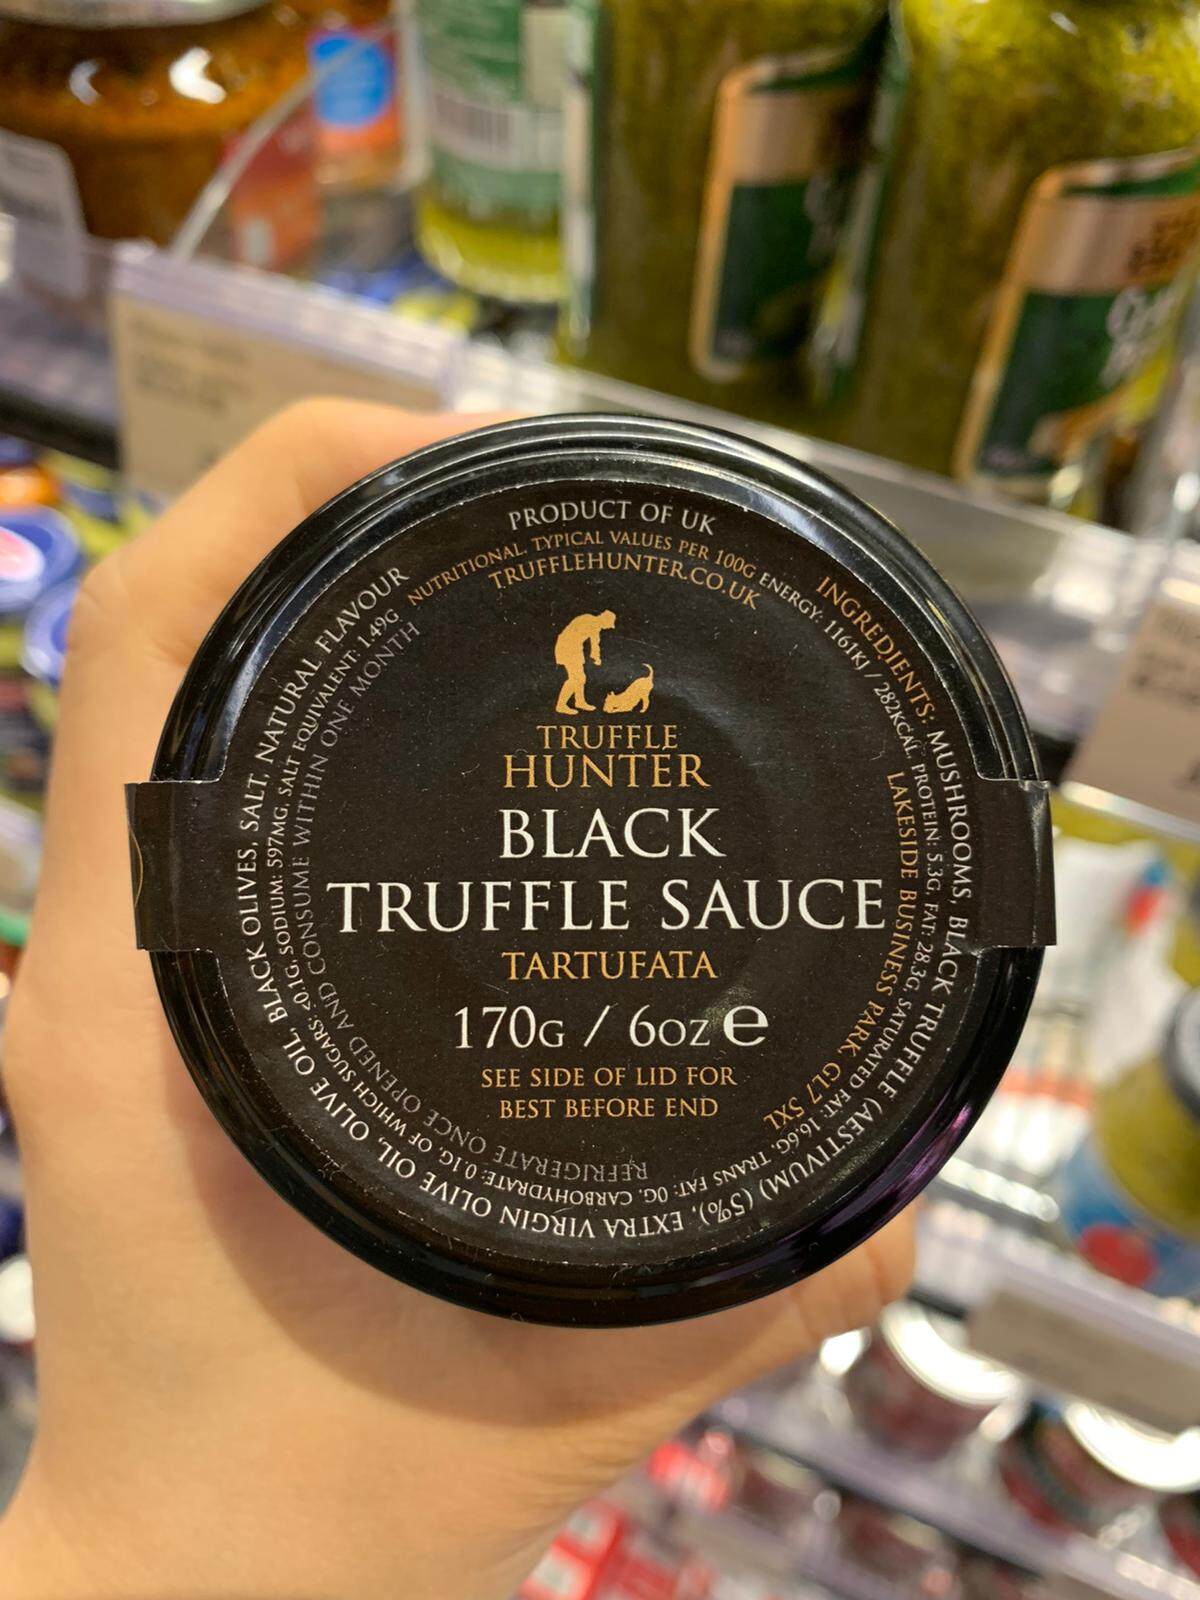 PRODUCT OF UK
NUTRITIONAL. TYPICAL VALUES PER 100G ENERGY: 1161KJ / 282KCAL, PROTEIN: 5.3G, FAT: 28.3G, SATURATED FAT: 16.6G, TRANS FAT: 0G, CARBOHYDRATE: 0.1G, OF WHICH SUGARS: <0.1G, SODIUM: 597MG, SALT EQUIVALENT: 1.49G
TRUFFLEHUNTER.CO.UK
INGREDIENTS: MUSHROOMS, BLACK TRUFFLE (AESTIVUM) (5%), EXTRA VIRGIN OLIVE OIL, OLIVE OIL, BLACK OLIVES, SALT, NATURAL FLAVOUR
LAKESIDE BUSINESS PARK, GL7 5XL
REFRIGERATE ONCE OPENED AND CONSUME WITHIN ONE MONTH
TRUFFLE
HUNTER
BLACK
TRUFFLE SAUCE
TARTUFATA
170G / 6OZ e
SEE SIDE OF LID FOR
BEST BEFORE END